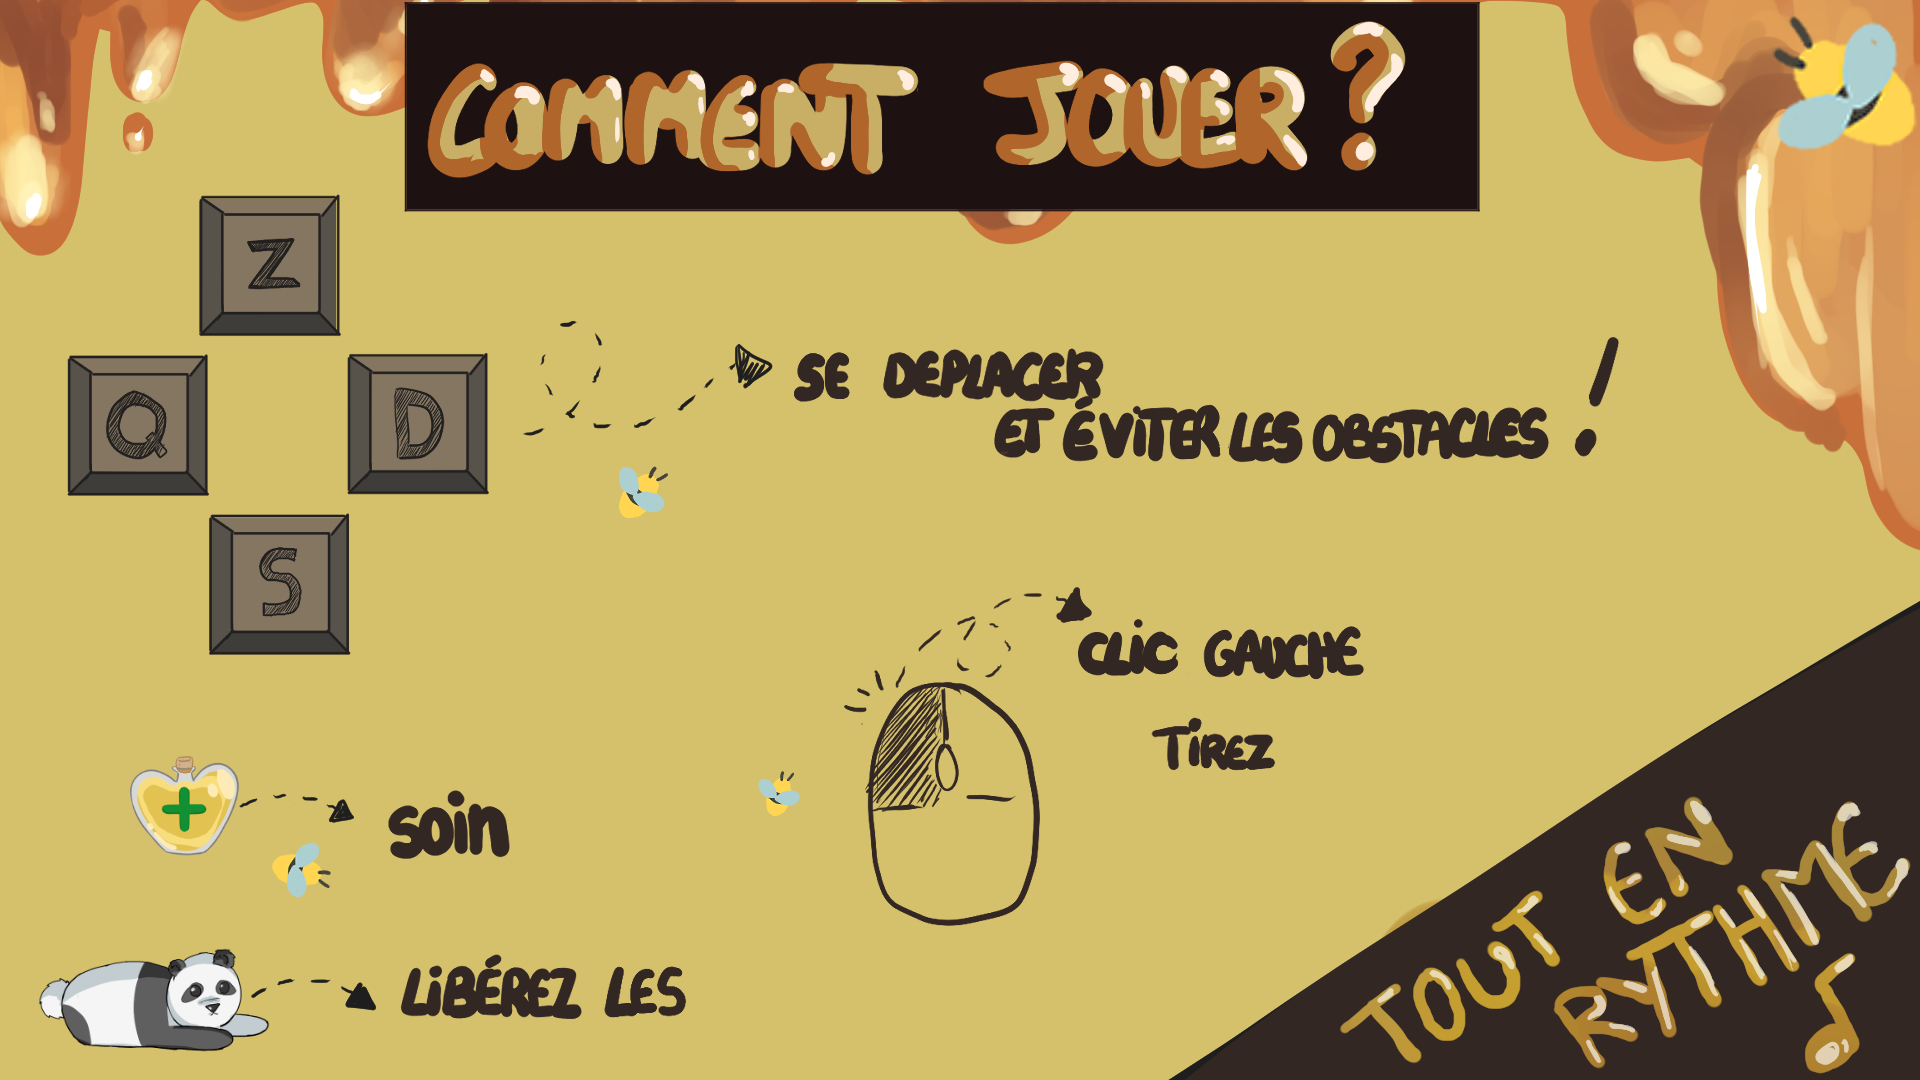 COMMENT JOUER ?
Z
Q D
S
SE DEPLACER
ET ÉVITER LES OBSTACLES !
CLIC GAUCHE
TIREZ
SOIN
LIBÉREZ LES
TOUT EN
RYTHME